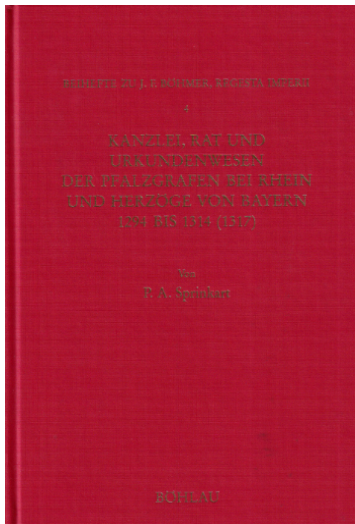 BEIHEFTE ZU J. F. BÖHMER, REGESTA IMPERII
4
KANZLEI, RAT UND
URKUNDENWESEN
DER PFALZGRAFEN BEI RHEIN
UND HERZOGE VON BAYERN
1294 BIS 1314 (1317)
Von
P. A. Sprinkart
BÖHLAU